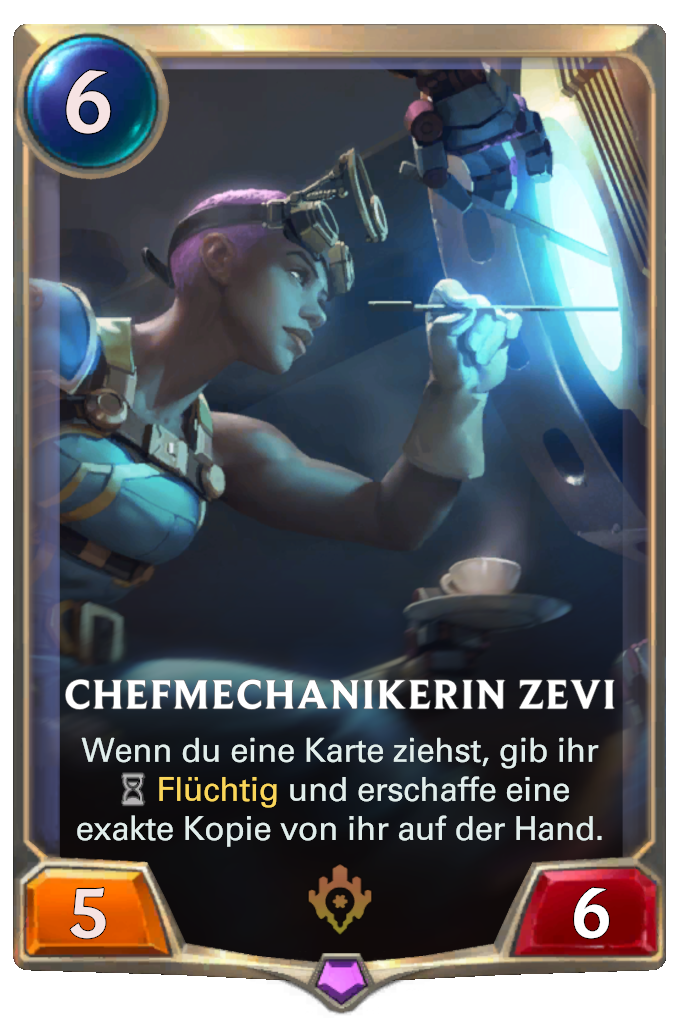 6
CHEFMECHANIKERIN ZEVI
Wenn du eine Karte ziehst, gib ihr
Flüchtig und erschaffe eine
exakte Kopie von ihr auf der Hand.
5
6